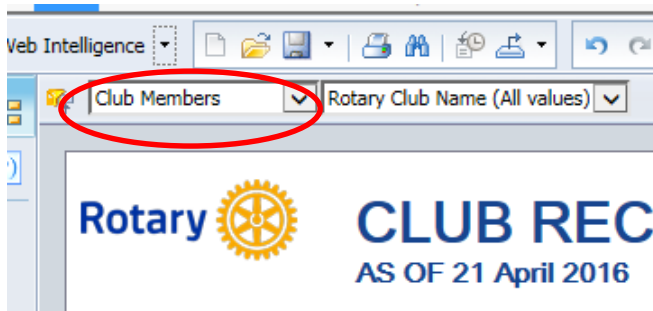 Web Intelligence
Club Members Rotary Club Name (All values)
Rotary
CLUB REC
AS OF 21 April 2016